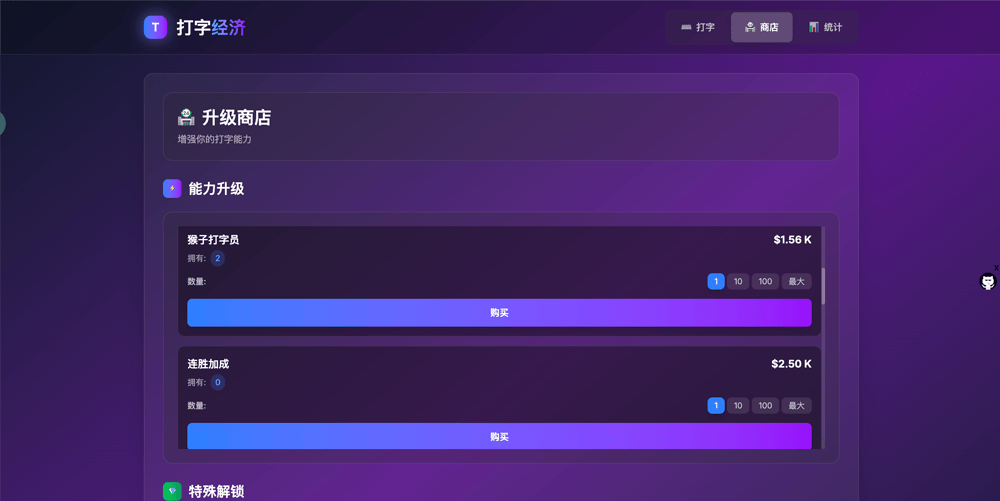 T 打字经济
打字 商店 统计
升级商店
增强你的打字能力
能力升级
猴子打字员 $1.56 K
拥有: 2
数量: 1 10 100 最大
购买
连胜加成 $2.50 K
拥有: 0
数量: 1 10 100 最大
购买
特殊解锁
x